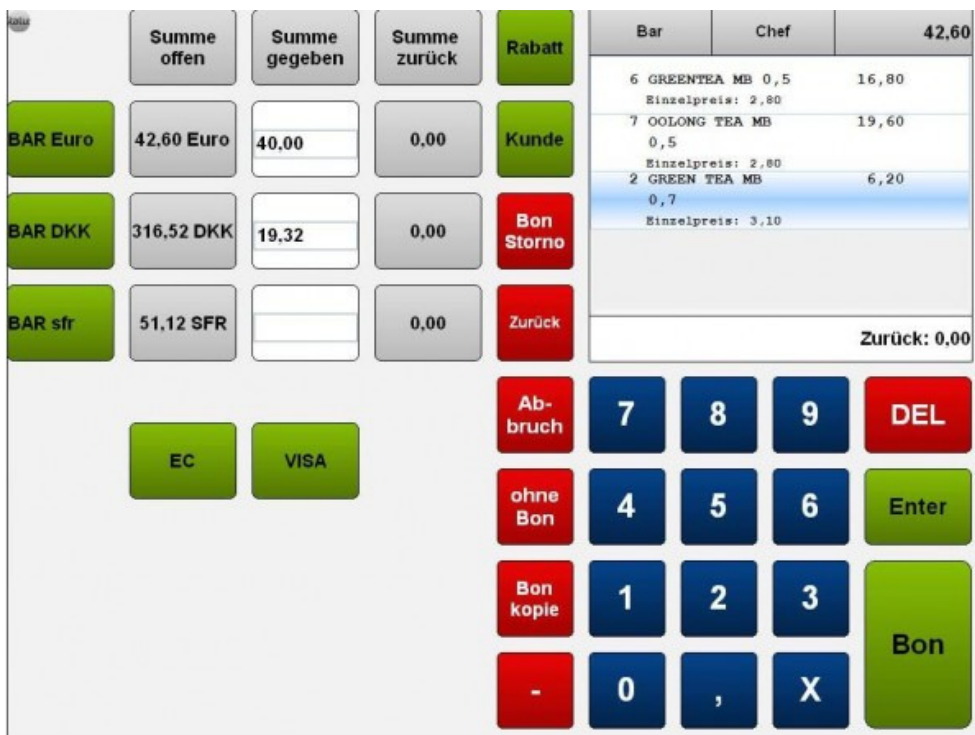 Summe
offen
Summe
gegeben
Summe
zurück
Rabatt
Bar
Chef
42,60
BAR Euro
42,60 Euro
40,00
0,00
Kunde
6 GREENTEA MB 0,5 16,80
Einzelpreis: 2,80
7 OOLONG TEA MB 19,60
0,5
Einzelpreis: 2,80
2 GREEN TEA MB 6,20
0,7
Einzelpreis: 3,10
BAR DKK
316,52 DKK
19,32
0,00
Bon
Storno
BAR sfr
51,12 SFR
0,00
Zurück
Zurück: 0,00
EC
VISA
Ab-
bruch
7
8
9
DEL
ohne
Bon
4
5
6
Enter
Bon
kopie
1
2
3
Bon
-
0
,
X